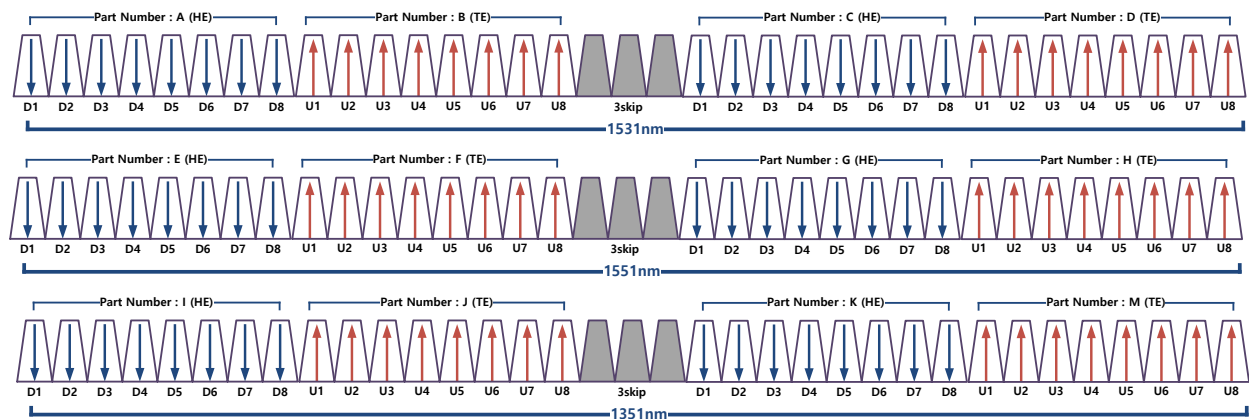 Part Number : A (HE) Part Number : B (TE) Part Number : C (HE) Part Number : D (TE)
D1 D2 D3 D4 D5 D6 D7 D8 U1 U2 U3 U4 U5 U6 U7 U8 3skip D1 D2 D3 D4 D5 D6 D7 D8 U1 U2 U3 U4 U5 U6 U7 U8
1531nm
Part Number : E (HE) Part Number : F (TE) Part Number : G (HE) Part Number : H (TE)
D1 D2 D3 D4 D5 D6 D7 D8 U1 U2 U3 U4 U5 U6 U7 U8 3skip D1 D2 D3 D4 D5 D6 D7 D8 U1 U2 U3 U4 U5 U6 U7 U8
1551nm
Part Number : I (HE) Part Number : J (TE) Part Number : K (HE) Part Number : M (TE)
D1 D2 D3 D4 D5 D6 D7 D8 U1 U2 U3 U4 U5 U6 U7 U8 3skip D1 D2 D3 D4 D5 D6 D7 D8 U1 U2 U3 U4 U5 U6 U7 U8
1351nm